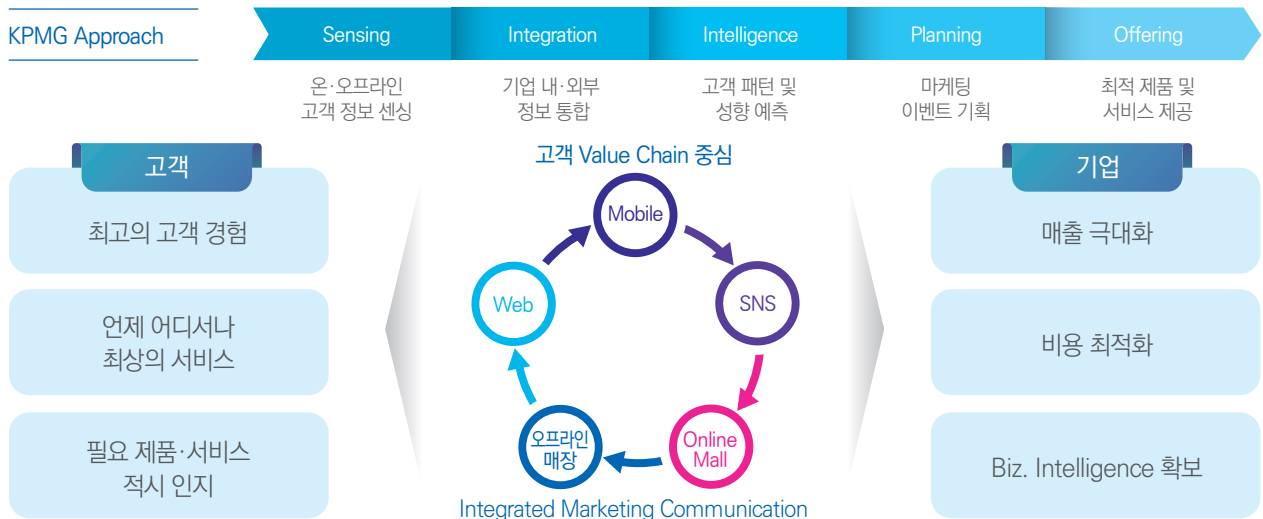 KPMG Approach
Sensing
Integration
Intelligence
Planning
Offering
온·오프라인
고객 정보 센싱
기업 내·외부
정보 통합
고객 패턴 및
성향 예측
마케팅
이벤트 기획
최적 제품 및
서비스 제공
고객
최고의 고객 경험
언제 어디서나
최상의 서비스
필요 제품·서비스
적시 인지
고객 Value Chain 중심
Mobile
SNS
Online
Mall
오프라인
매장
Web
Integrated Marketing Communication
기업
매출 극대화
비용 최적화
Biz. Intelligence 확보